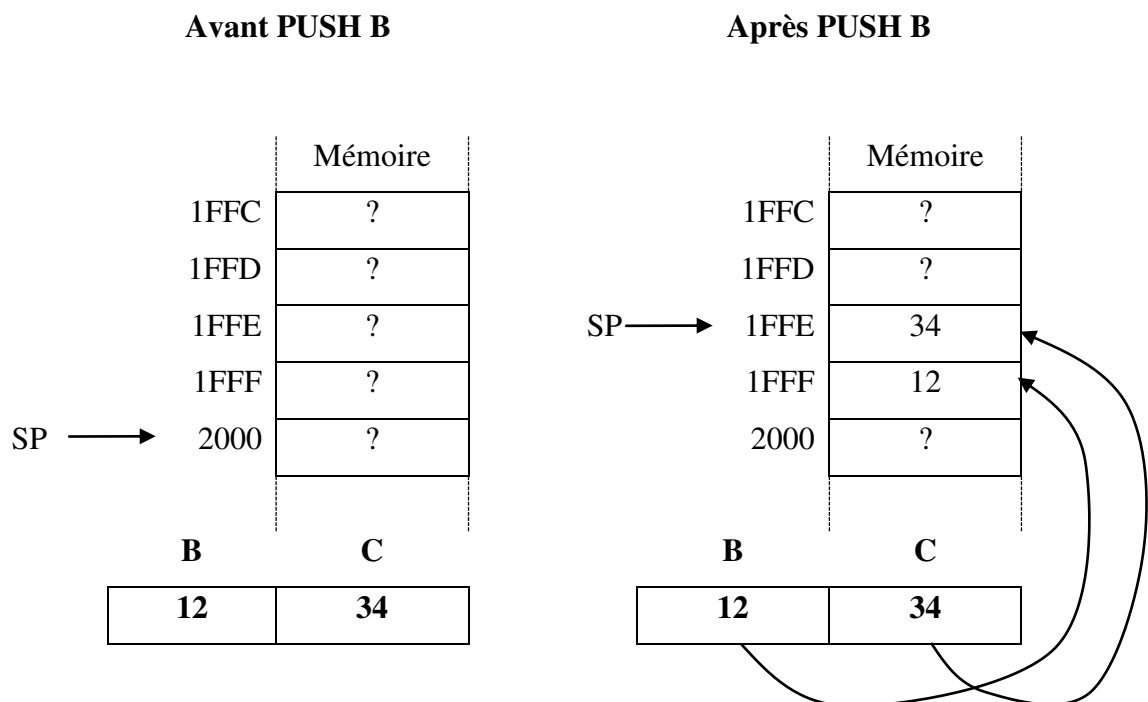 Avant PUSH B
Après PUSH B
Mémoire
1FFC ?
1FFD ?
1FFE ?
1FFF ?
SP 2000 ?
B C
12 34
Mémoire
1FFC ?
1FFD ?
SP 1FFE 34
1FFF 12
2000 ?
B C
12 34